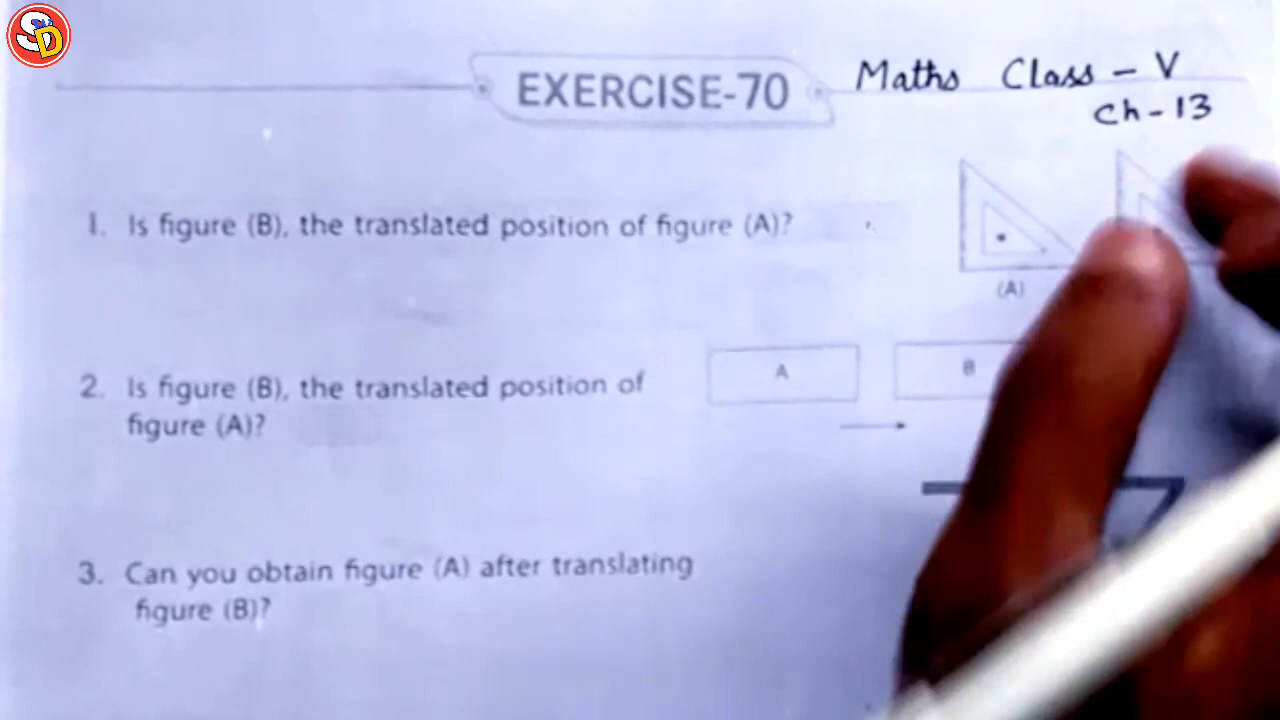 SD
EXERCISE-70
Maths Class - V
Ch - 13
1. Is figure (B), the translated position of figure (A)?
(A)
2. Is figure (B), the translated position of
figure (A)?
A
B
3. Can you obtain figure (A) after translating
figure (B)?